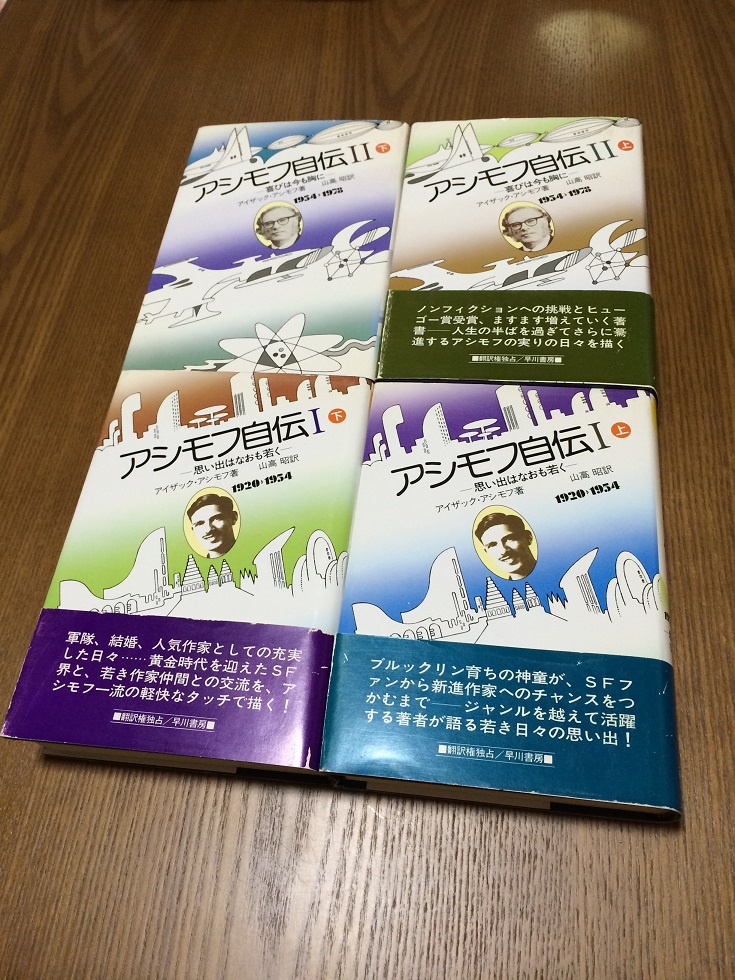 アシモフ自伝II 下
喜びは今も胸に
アイザック・アシモフ著 山高 昭訳
1954▸1978
アシモフ自伝II 上
喜びは今も胸に
アイザック・アシモフ著 山高 昭訳
1954▸1978
ノンフィクションへの挑戦とヒュー
ゴー賞受賞、ますます増えていく著
書──人生の半ばを過ぎてさらに驀
進するアシモフの実りの日々を描く
■翻訳権独占/早川書房■
アシモフ自伝I 下
─思い出はなおも若く─
アイザック・アシモフ著 山高 昭訳
1920▸1954
軍隊、結婚、人気作家としての充実
した日々……黄金時代を迎えたSF
界と、若き作家仲間との交流を、ア
シモフ一流の軽快なタッチで描く!
■翻訳権独占/早川書房■
アシモフ自伝I 上
─思い出はなおも若く─
アイザック・アシモフ著 山高 昭訳
1920▸1954
ブルックリン育ちの神童が、SFフ
ァンから新進作家へのチャンスをつ
かむまで──ジャンルを越えて活躍
する著者が語る若き日々の思い出!
■翻訳権独占/早川書房■